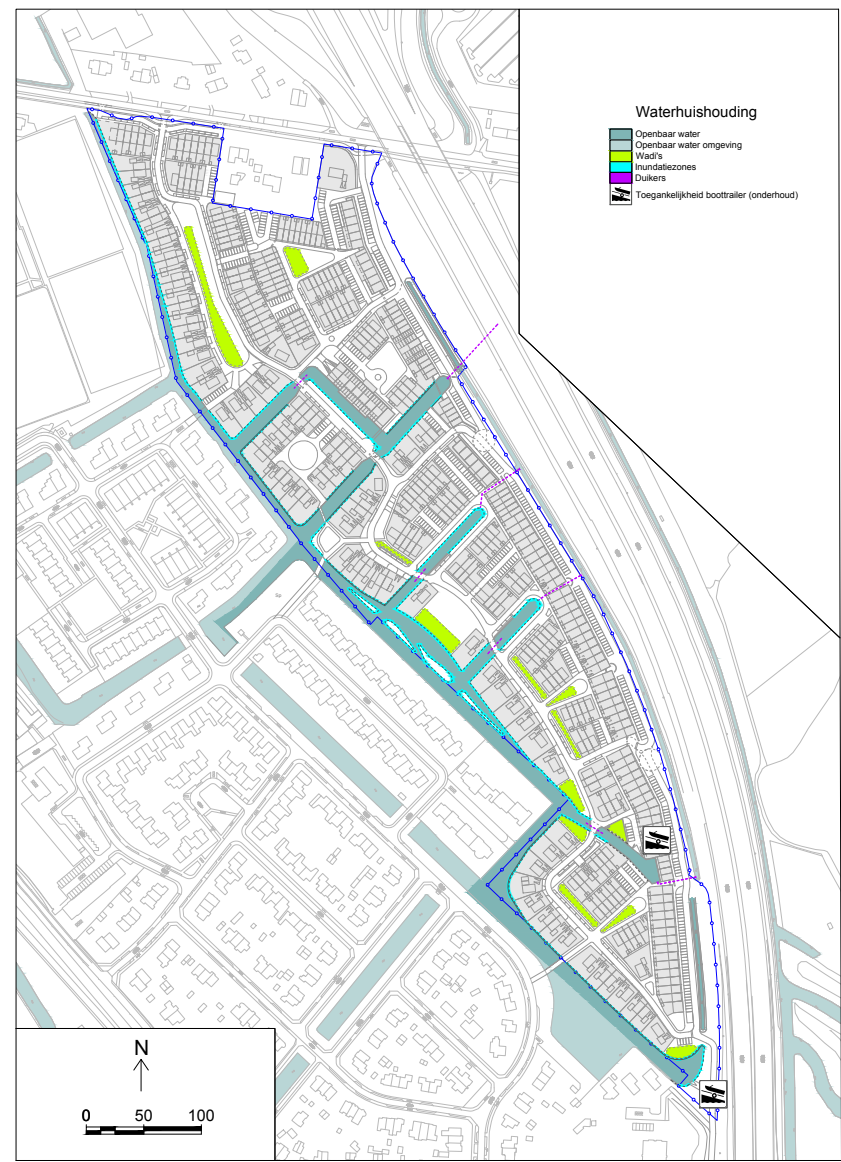 Waterhuishouding
Openbaar water
Openbaar water omgeving
Wadi's
Inundatiezones
Duikers
Toegankelijkheid boottrailer (onderhoud)
N
0 50 100